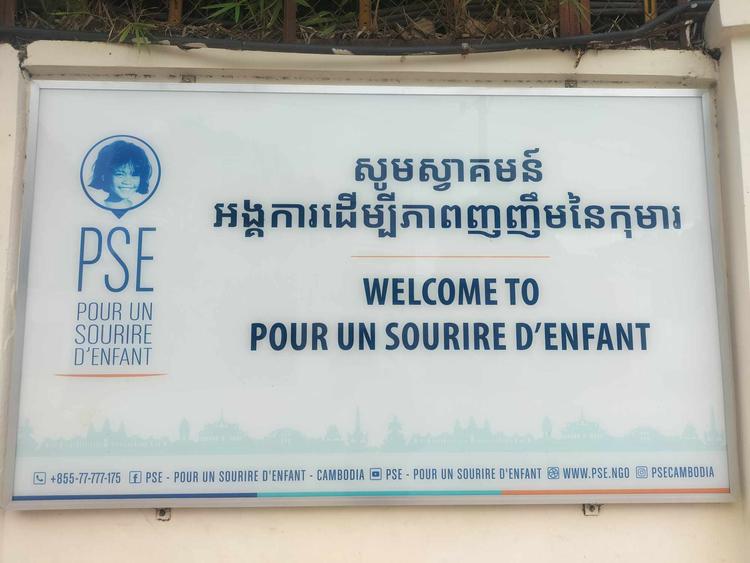 PSE
POUR UN
SOURIRE
D'ENFANT
សូមស្វាគមន៍
អង្គការដើម្បីភាពញញឹមនៃកុមារ
WELCOME TO
POUR UN SOURIRE D'ENFANT
+855-77-777-175 PSE - POUR UN SOURIRE D'ENFANT - CAMBODIA PSE - POUR UN SOURIRE D'ENFANT WWW.PSE.NGO PSECAMBODIA